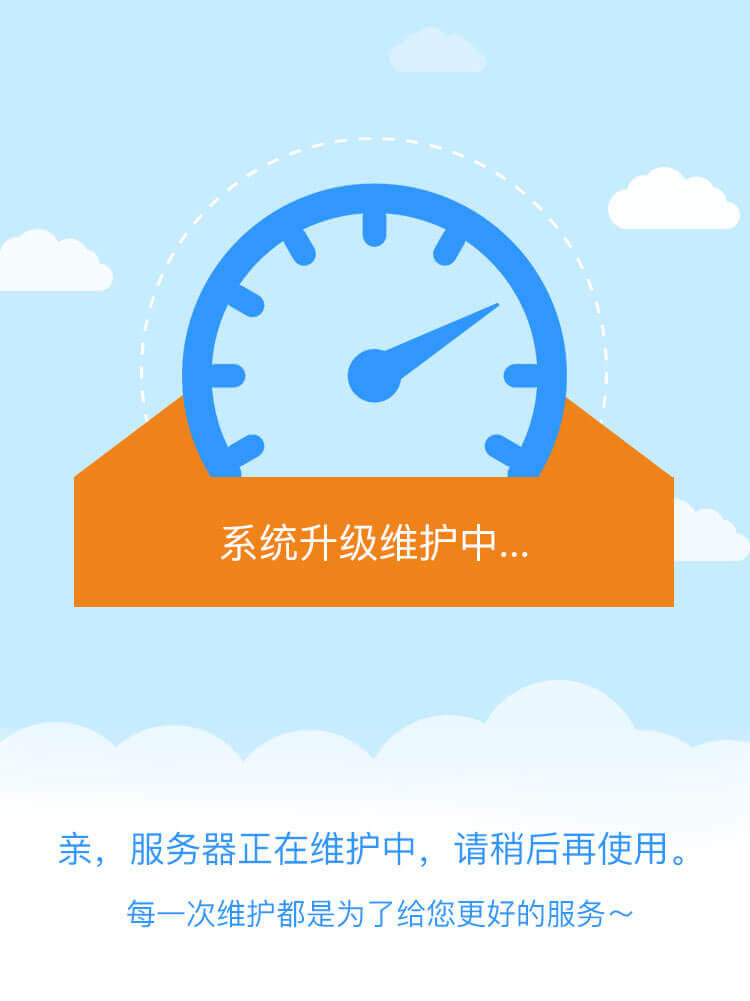 系统升级维护中...
亲，服务器正在维护中，请稍后再使用。
每一次维护都是为了给您更好的服务～